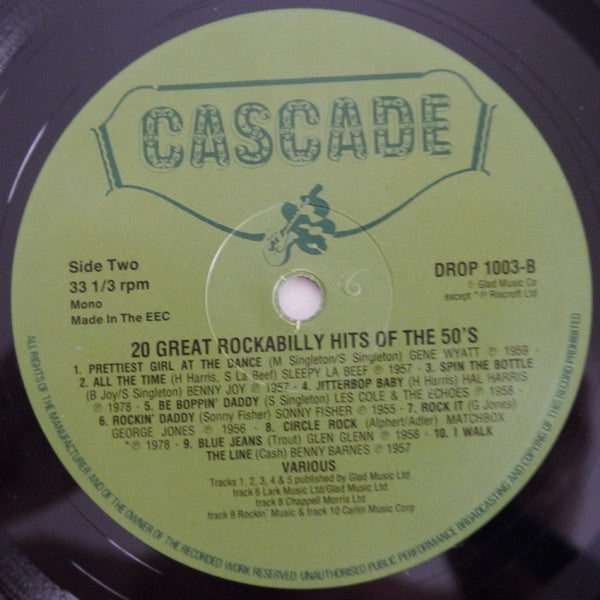 CASCADE
Side Two
33 1/3 rpm
Mono
Made In The EEC
DROP 1003-B
℗ Glad Music Co
except * ℗ Rixcroft Ltd
20 GREAT ROCKABILLY HITS OF THE 50'S
1. PRETTIEST GIRL AT THE DANCE (M Singleton/S Singleton) GENE WYATT ℗ 1959 ·
2. ALL THE TIME (H Harris, S La Beef) SLEEPY LA BEEF ℗ 1957 · 3. SPIN THE BOTTLE
(B Joy/S Singleton) BENNY JOY ℗ 1957 · 4. JITTERBOP BABY (H Harris) HAL HARRIS
℗ 1978 · 5. BE BOPPIN' DADDY (S Singleton) LES COLE & THE ECHOES ℗ 1958 ·
6. ROCKIN' DADDY (Sonny Fisher) SONNY FISHER ℗ 1955 · 7. ROCK IT (G Jones)
GEORGE JONES ℗ 1956 · 8. CIRCLE ROCK (Alphert/Adler) MATCHBOX
*℗ 1978 · 9. BLUE JEANS (Trout) GLEN GLENN ℗ 1958 · 10. I WALK
THE LINE (Cash) BENNY BARNES ℗ 1957
VARIOUS
Tracks 1, 2, 3, 4 & 5 published by Glad Music Ltd
track 6 Lark Music Ltd/Glad Music Ltd
track 8 Chappell Morris Ltd
track 9 Rockin' Music & track 10 Carlin Music Corp
ALL RIGHTS OF THE MANUFACTURER AND OF THE OWNER OF THE RECORDED WORK RESERVED. UNAUTHORISED PUBLIC PERFORMANCE BROADCASTING AND COPYING OF THIS RECORD PROHIBITED